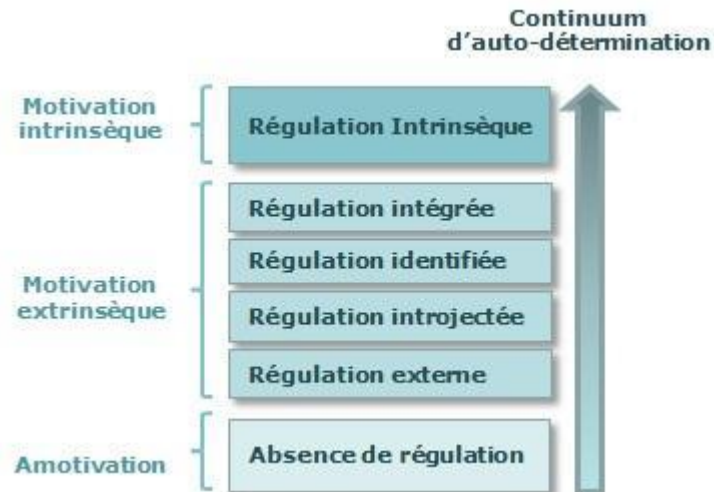 Continuum
d'auto-détermination
Motivation
intrinsèque
Régulation Intrinsèque
Régulation intégrée
Régulation identifiée
Motivation
extrinsèque
Régulation introjectée
Régulation externe
Amotivation
Absence de régulation